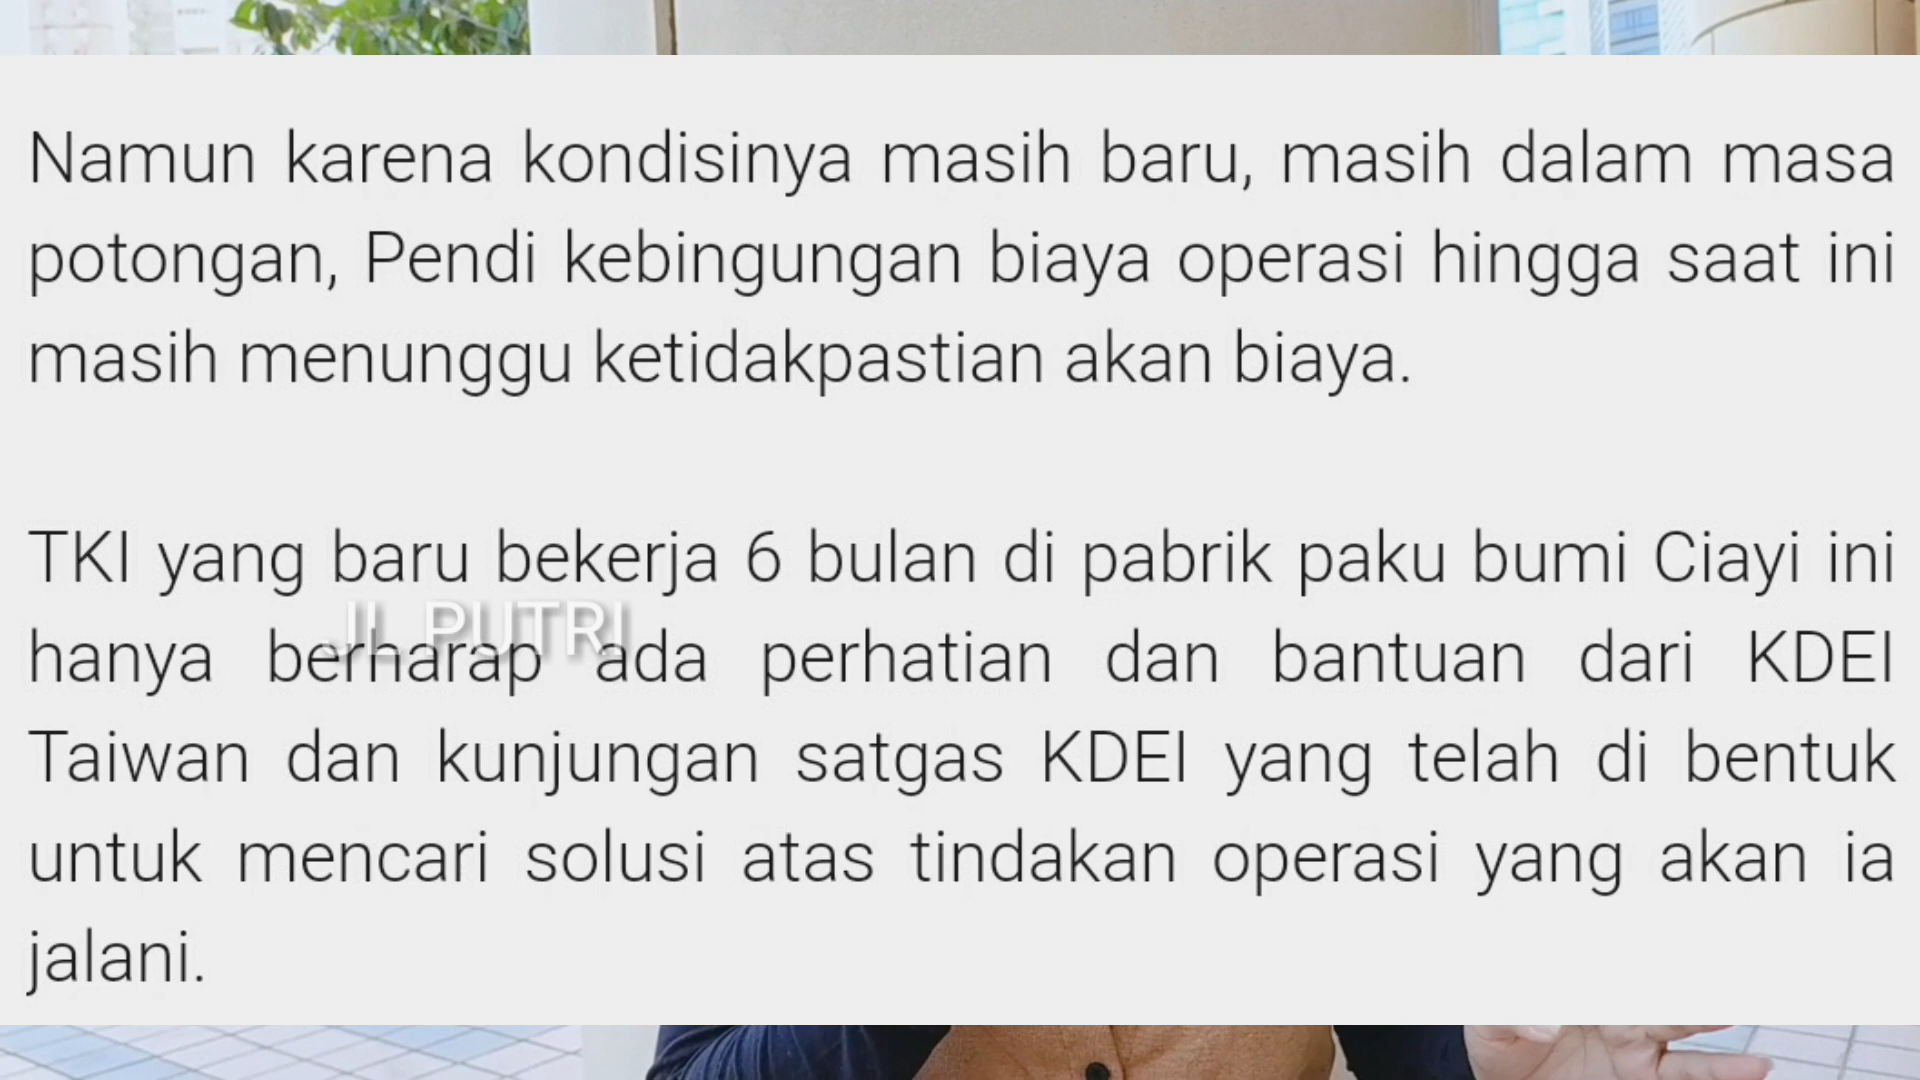 Namun karena kondisinya masih baru, masih dalam masa
potongan, Pendi kebingungan biaya operasi hingga saat ini
masih menunggu ketidakpastian akan biaya.
TKI yang baru bekerja 6 bulan di pabrik paku bumi Ciayi ini
JL PUTRI
hanya berharap ada perhatian dan bantuan dari KDEI
Taiwan dan kunjungan satgas KDEI yang telah di bentuk
untuk mencari solusi atas tindakan operasi yang akan ia
jalani.